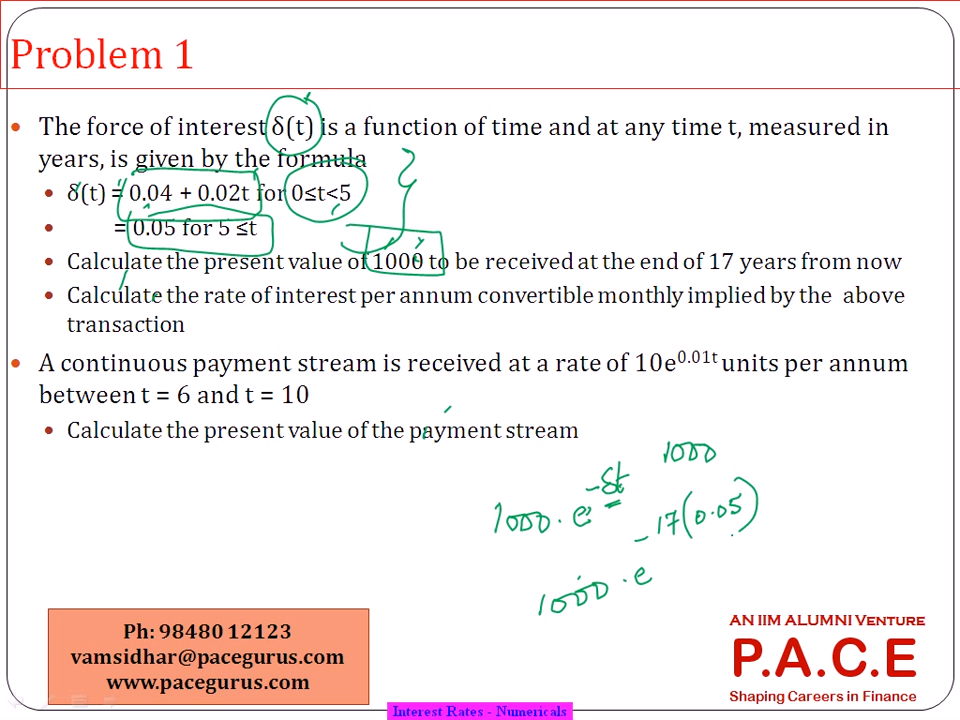 Problem 1
• The force of interest δ(t) is a function of time and at any time t, measured in
years, is given by the formula
• δ(t) = 0.04 + 0.02t for 0≤t<5
• = 0.05 for 5 ≤t
• Calculate the present value of 1000 to be received at the end of 17 years from now
• Calculate the rate of interest per annum convertible monthly implied by the above
transaction
• A continuous payment stream is received at a rate of 10e^0.01t units per annum
between t = 6 and t = 10
• Calculate the present value of the payment stream
1000
1000 · e^-δt
1000 · e^-17(0.05)
Ph: 98480 12123
vamsidhar@pacegurus.com
www.pacegurus.com
AN IIM ALUMNI VENTURE
P.A.C.E
Shaping Careers in Finance
Interest Rates - Numericals